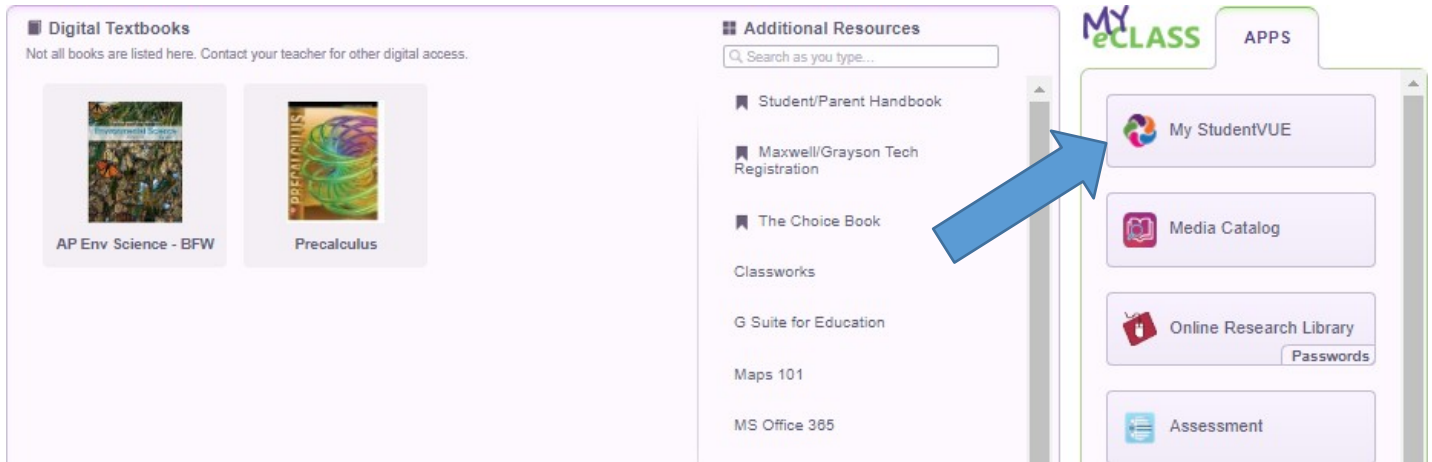 Digital Textbooks
Not all books are listed here. Contact your teacher for other digital access.
Environmental Science
AP Env Science - BFW
PRECALCULUS
Precalculus
Additional Resources
Search as you type...
Student/Parent Handbook
Maxwell/Grayson Tech
Registration
The Choice Book
Classworks
G Suite for Education
Maps 101
MS Office 365
MY
eCLASS
APPS
My StudentVUE
Media Catalog
Online Research Library
Passwords
Assessment